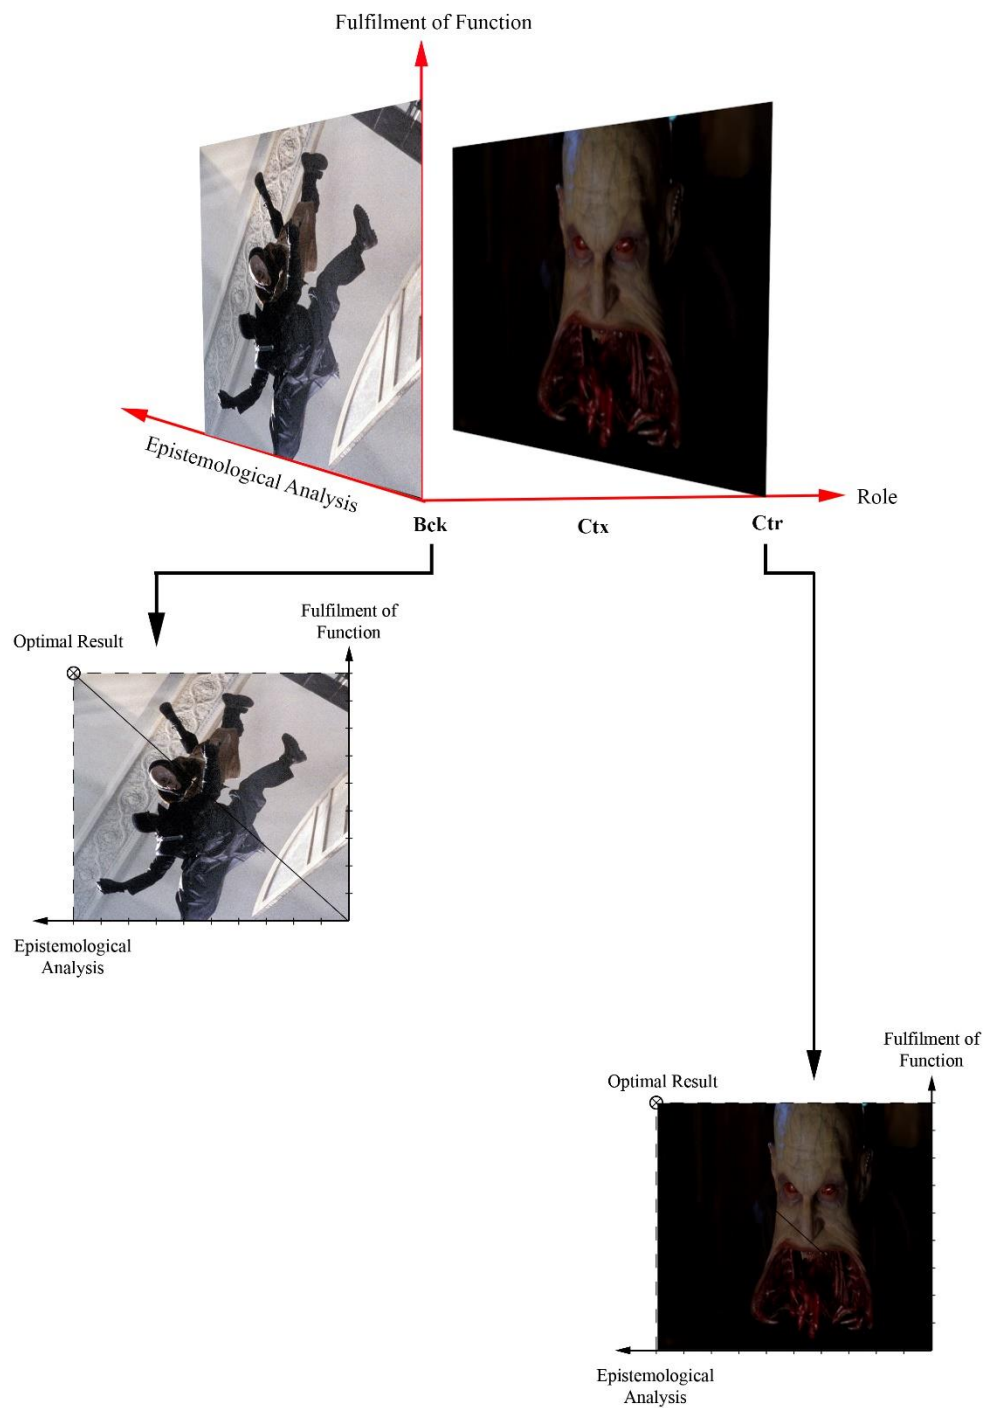 Fulfilment of Function
Epistemological Analysis
Role
Bck
Ctx
Ctr
Fulfilment of
Function
Optimal Result
Epistemological
Analysis
Fulfilment of
Function
Optimal Result
Epistemological
Analysis